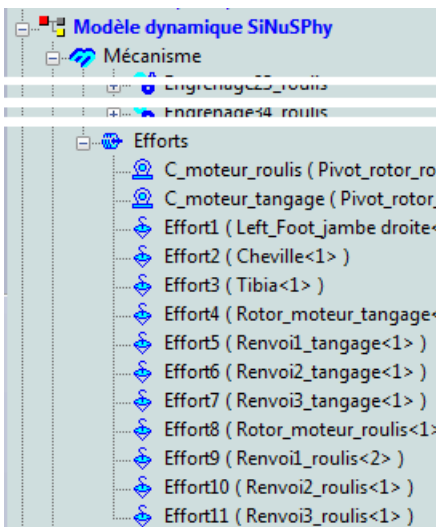 Modèle dynamique SiNuSPhy
Mécanisme
Engrenage23_roulis
Engrenage34_roulis
Efforts
C_moteur_roulis ( Pivot_rotor_ro
C_moteur_tangage ( Pivot_rotor_
Effort1 ( Left_Foot_jambe droite<
Effort2 ( Cheville<1> )
Effort3 ( Tibia<1> )
Effort4 ( Rotor_moteur_tangage<
Effort5 ( Renvoi1_tangage<1> )
Effort6 ( Renvoi2_tangage<1> )
Effort7 ( Renvoi3_tangage<1> )
Effort8 ( Rotor_moteur_roulis<1>
Effort9 ( Renvoi1_roulis<2> )
Effort10 ( Renvoi2_roulis<1> )
Effort11 ( Renvoi3_roulis<1> )